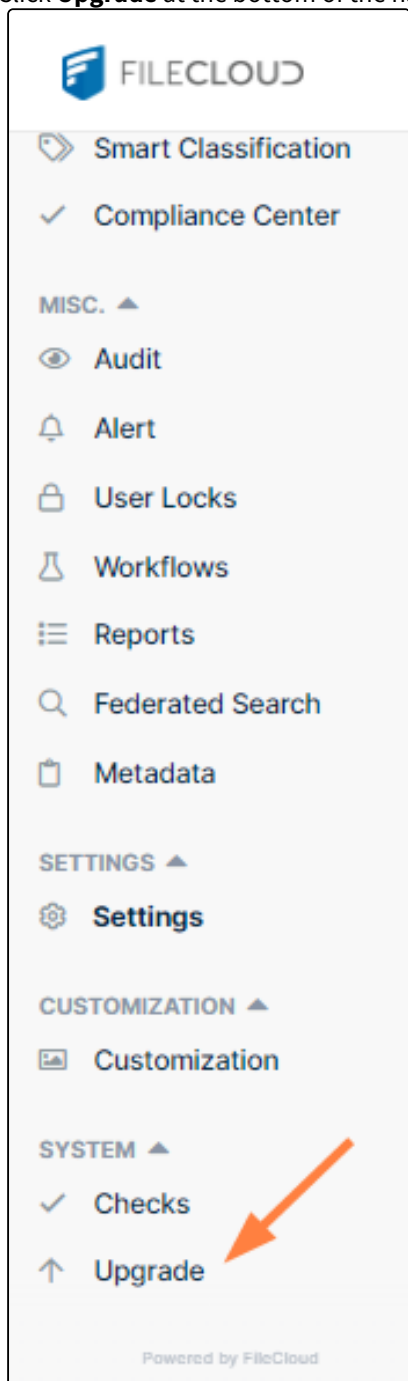 Click Upgrade at the bottom of the
FILECLOUD
Smart Classification
Compliance Center
MISC.
Audit
Alert
User Locks
Workflows
Reports
Federated Search
Metadata
SETTINGS
Settings
CUSTOMIZATION
Customization
SYSTEM
Checks
Upgrade
Powered by FileCloud